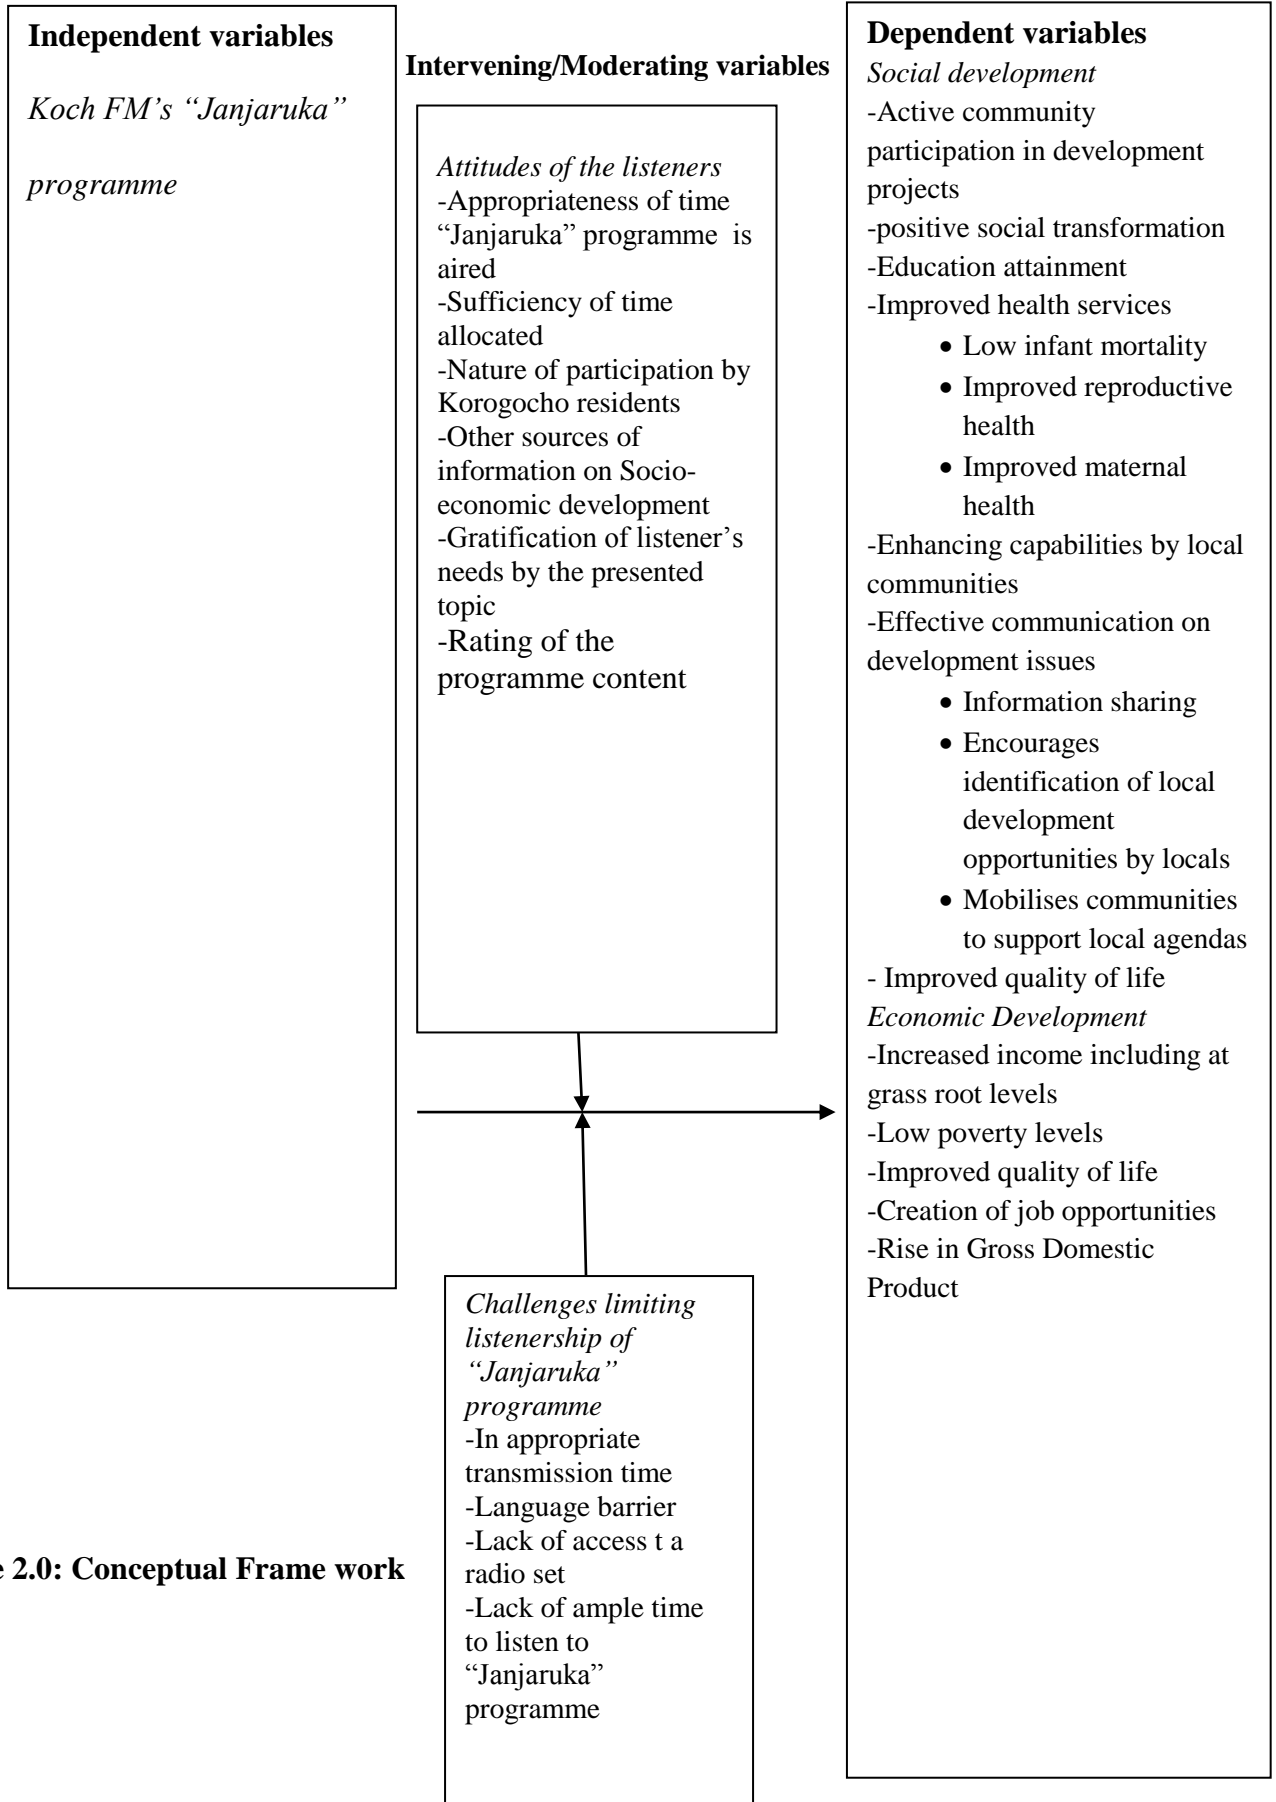 Independent variables
Koch FM’s “Janjaruka”
programme
Intervening/Moderating variables
Attitudes of the listeners
-Appropriateness of time
“Janjaruka” programme is
aired
-Sufficiency of time
allocated
-Nature of participation by
Korogocho residents
-Other sources of
information on Socio-
economic development
-Gratification of listener’s
needs by the presented
topic
-Rating of the
programme content
Challenges limiting
listenership of
“Janjaruka”
programme
-In appropriate
transmission time
-Language barrier
-Lack of access t a
radio set
-Lack of ample time
to listen to
“Janjaruka”
programme
Dependent variables
Social development
-Active community
participation in development
projects
-positive social transformation
-Education attainment
-Improved health services
• Low infant mortality
• Improved reproductive
health
• Improved maternal
health
-Enhancing capabilities by local
communities
-Effective communication on
development issues
• Information sharing
• Encourages
identification of local
development
opportunities by locals
• Mobilises communities
to support local agendas
- Improved quality of life
Economic Development
-Increased income including at
grass root levels
-Low poverty levels
-Improved quality of life
-Creation of job opportunities
-Rise in Gross Domestic
Product
2.0: Conceptual Frame work